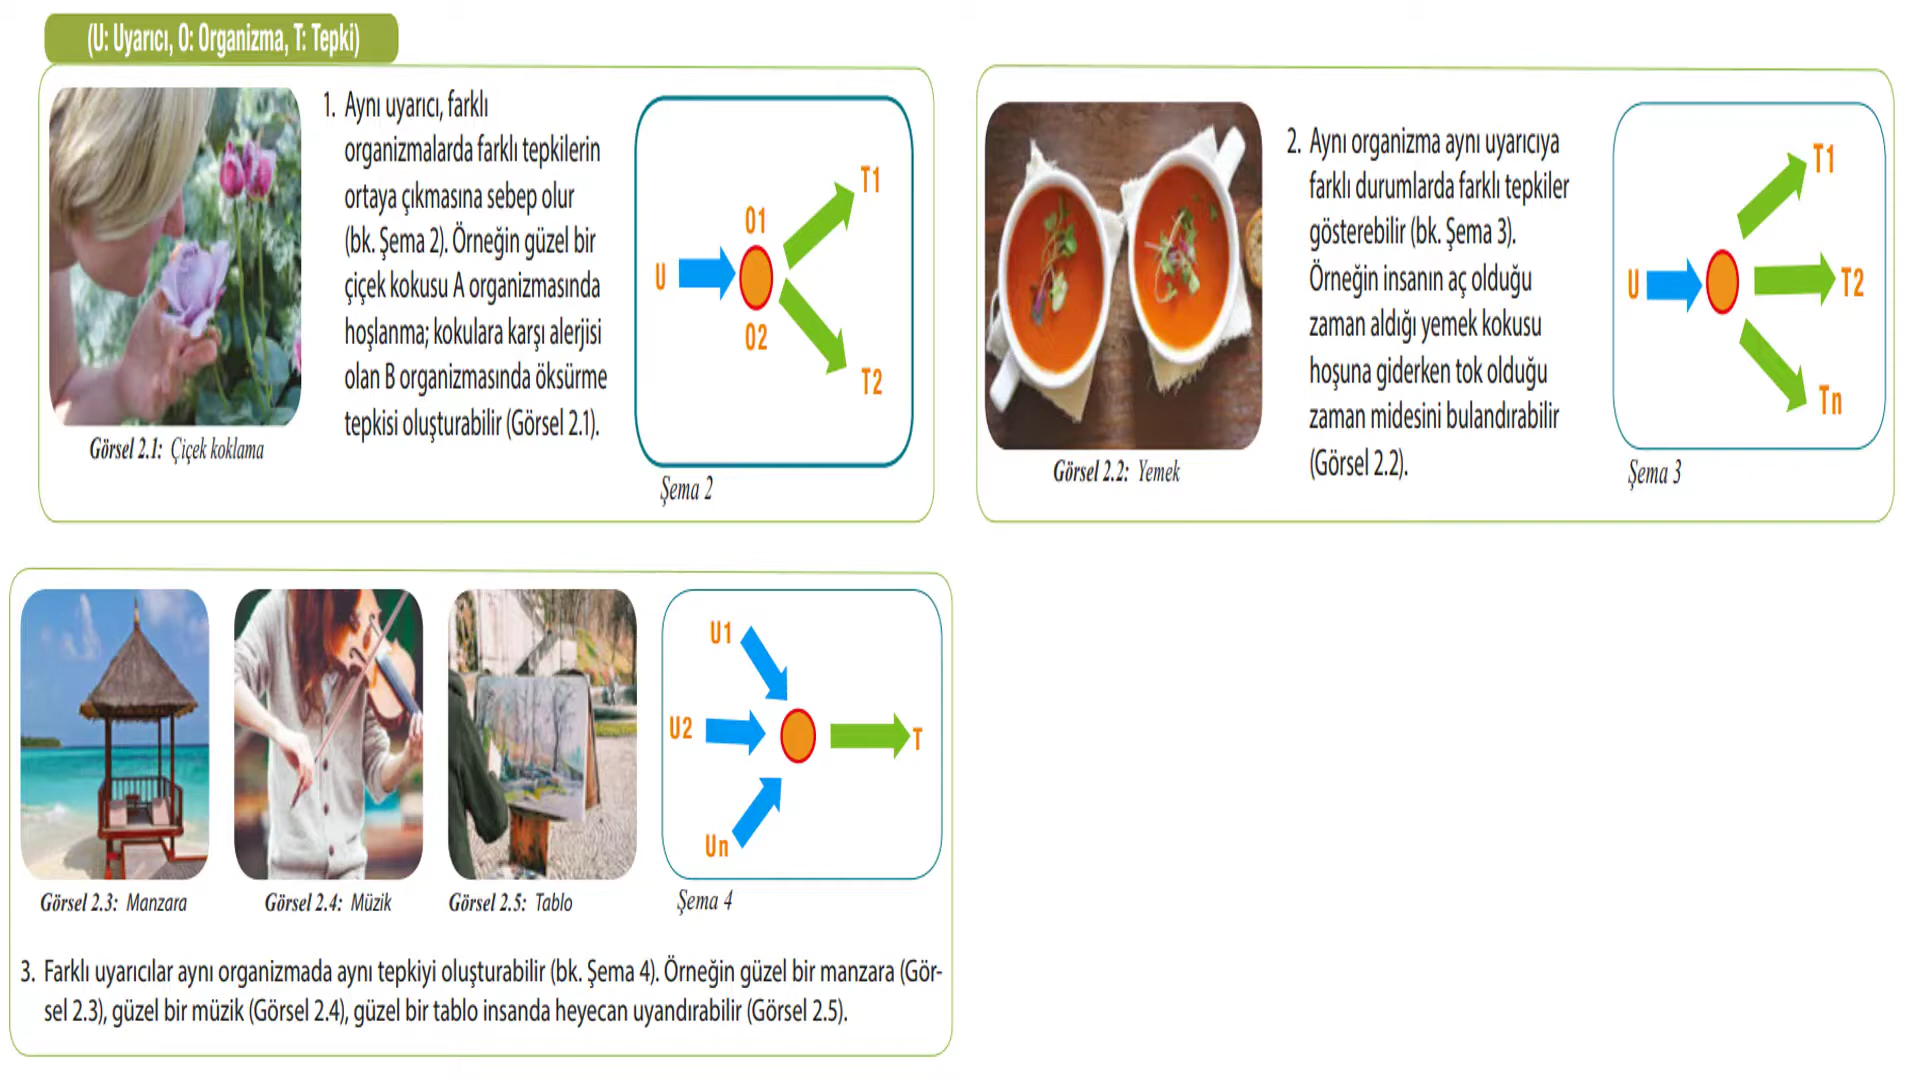 (U: Uyarıcı, O: Organizma, T: Tepki)
1. Aynı uyarıcı, farklı
organizmalarda farklı tepkilerin
ortaya çıkmasına sebep olur
(bk. Şema 2). Örneğin güzel bir
çiçek kokusu A organizmasında
hoşlanma; kokulara karşı alerjisi
olan B organizmasında öksürme
tepkisi oluşturabilir (Görsel 2.1).
Görsel 2.1: Çiçek koklama
U
O1
O2
T1
T2
Şema 2
2. Aynı organizma aynı uyarıcıya
farklı durumlarda farklı tepkiler
gösterebilir (bk. Şema 3).
Örneğin insanın aç olduğu
zaman aldığı yemek kokusu
hoşuna giderken tok olduğu
zaman midesini bulandırabilir
(Görsel 2.2).
Görsel 2.2: Yemek
U
T1
T2
Tn
Şema 3
Görsel 2.3: Manzara
Görsel 2.4: Müzik
Görsel 2.5: Tablo
U1
U2
Un
T
Şema 4
3. Farklı uyarıcılar aynı organizmada aynı tepkiyi oluşturabilir (bk. Şema 4). Örneğin güzel bir manzara (Gör-
sel 2.3), güzel bir müzik (Görsel 2.4), güzel bir tablo insanda heyecan uyandırabilir (Görsel 2.5).